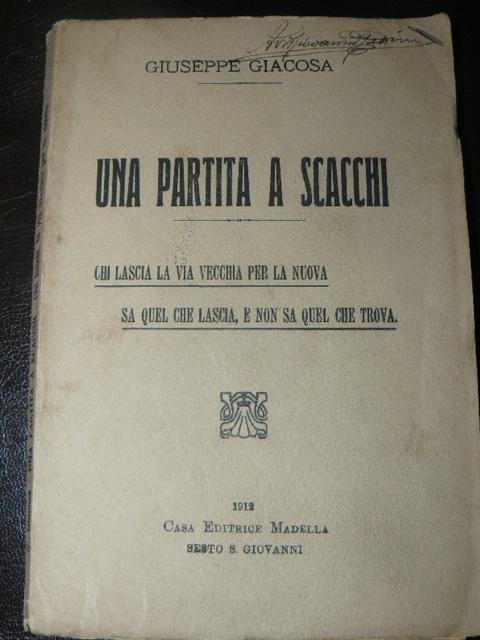 GIUSEPPE GIACOSA
UNA PARTITA A SCACCHI
CHI LASCIA LA VIA VECCHIA PER LA NUOVA
SA QUEL CHE LASCIA, E NON SA QUEL CHE TROVA.
1912
CASA EDITRICE MADELLA
SESTO S. GIOVANNI